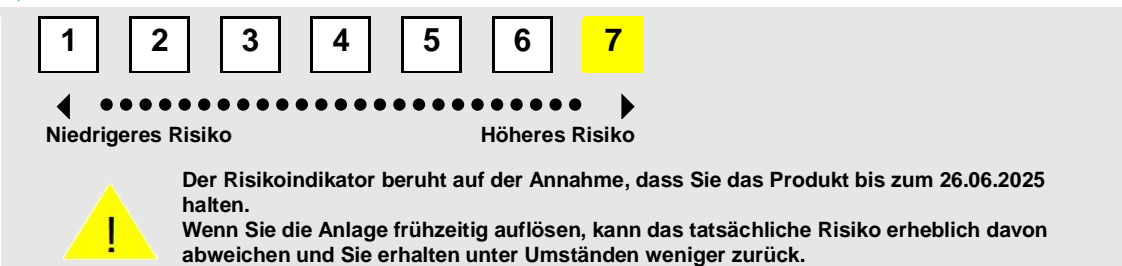 1 2 3 4 5 6 7
Niedrigeres Risiko Höheres Risiko
!
Der Risikoindikator beruht auf der Annahme, dass Sie das Produkt bis zum 26.06.2025
halten.
Wenn Sie die Anlage frühzeitig auflösen, kann das tatsächliche Risiko erheblich davon
abweichen und Sie erhalten unter Umständen weniger zurück.